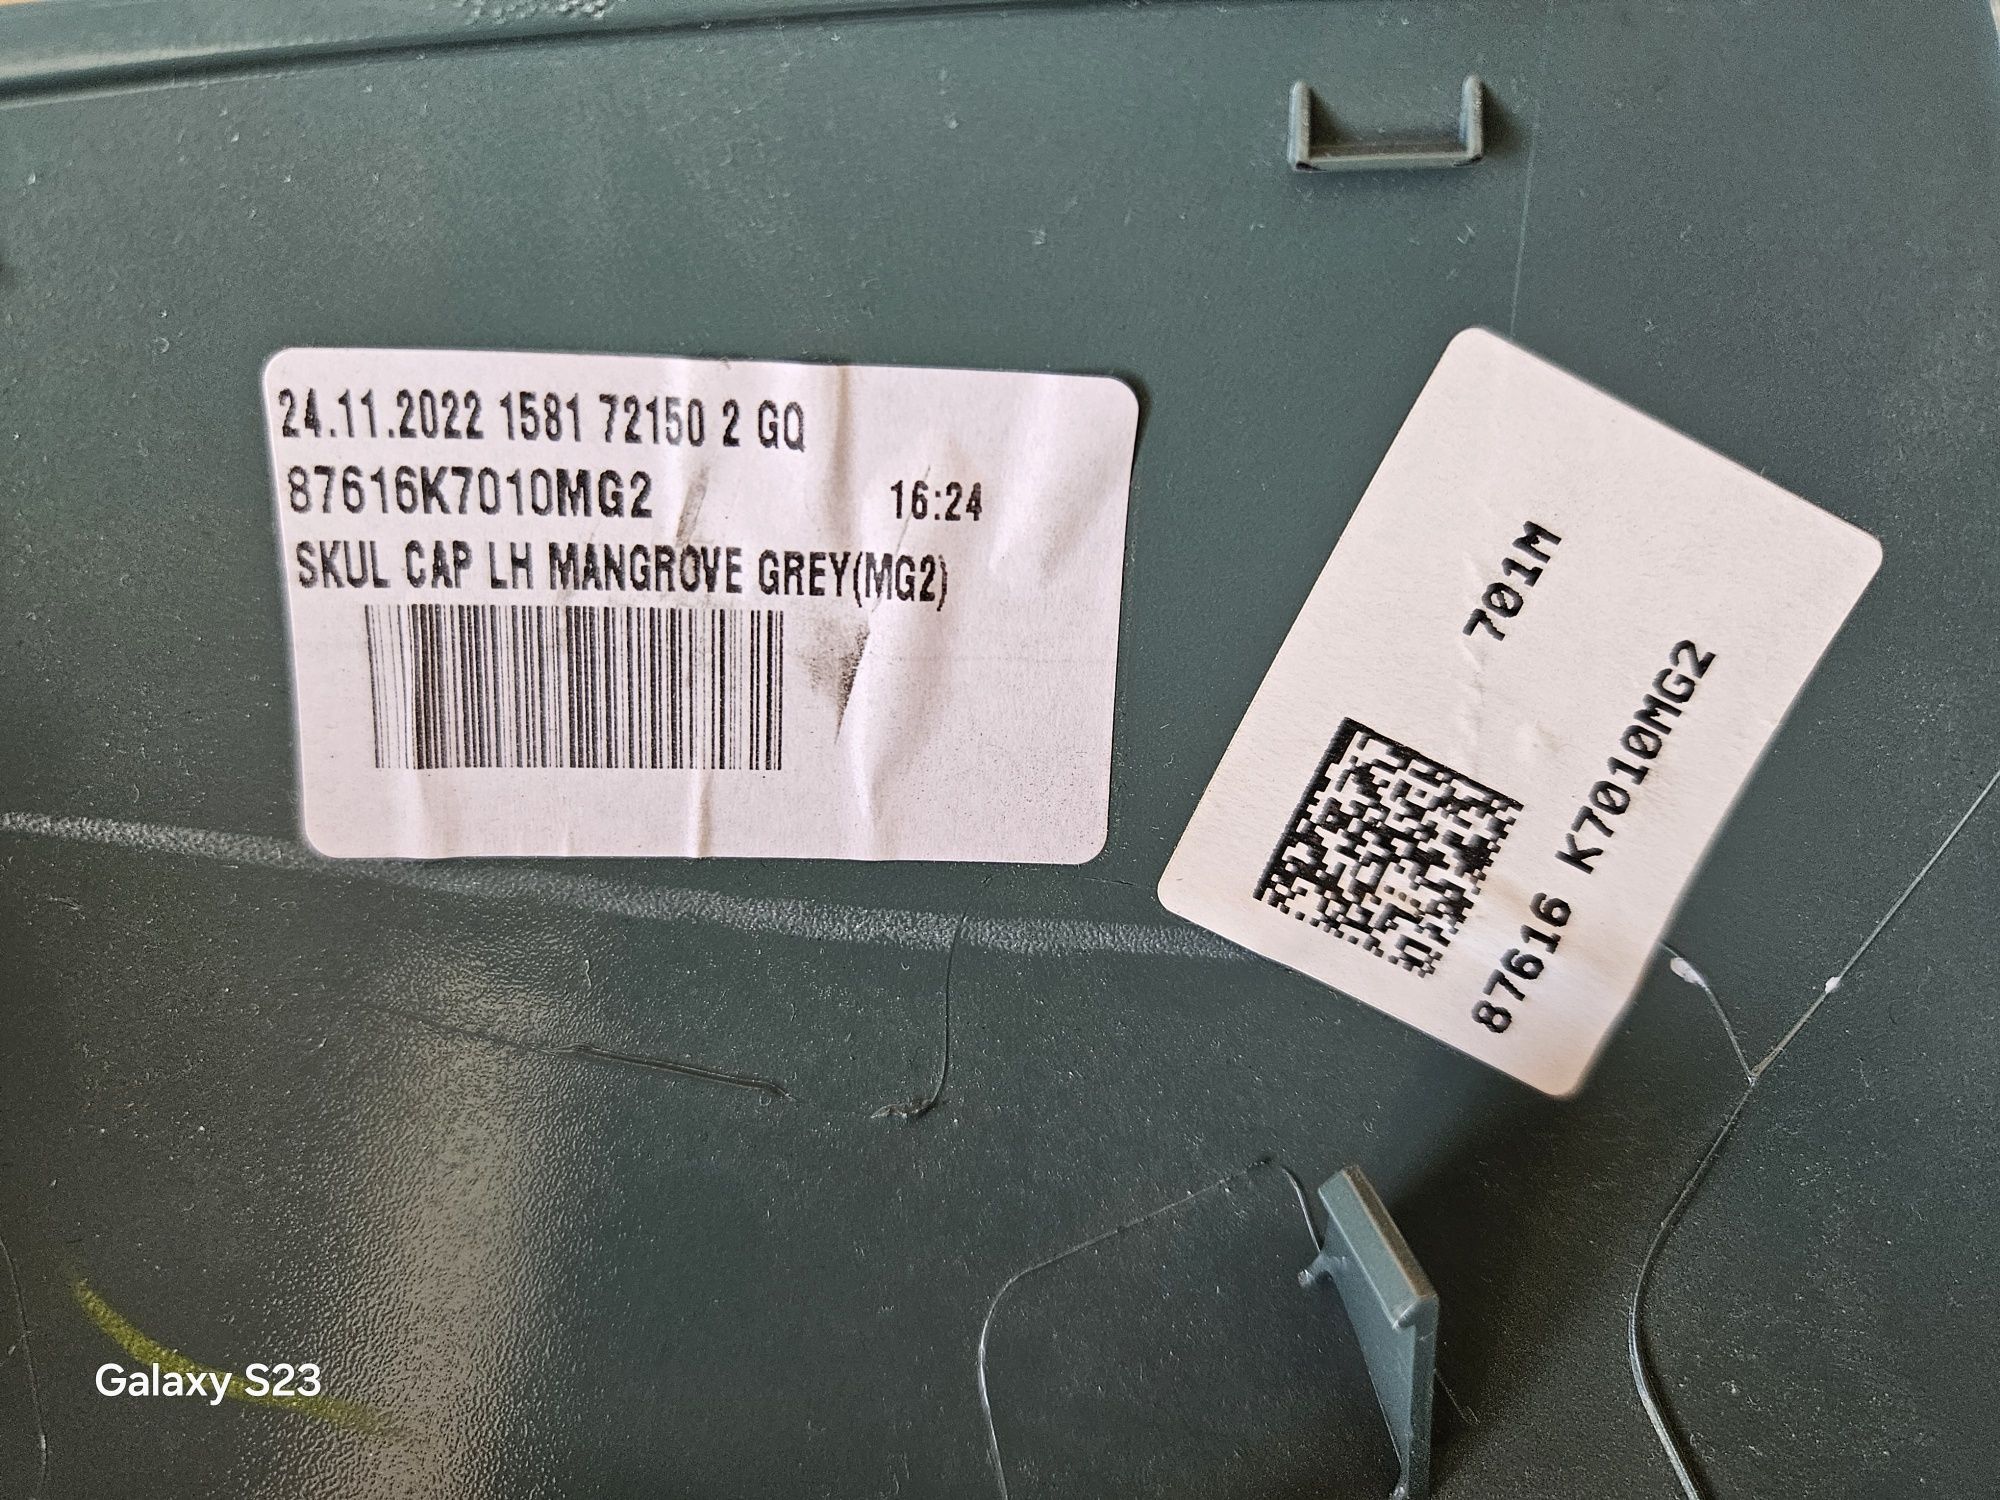 24.11.2022 1581 72150 2 GQ
87616K7010MG2 16:24
SKUL CAP LH MANGROVE GREY(MG2)
701M
87616 K7010MG2
Galaxy S23